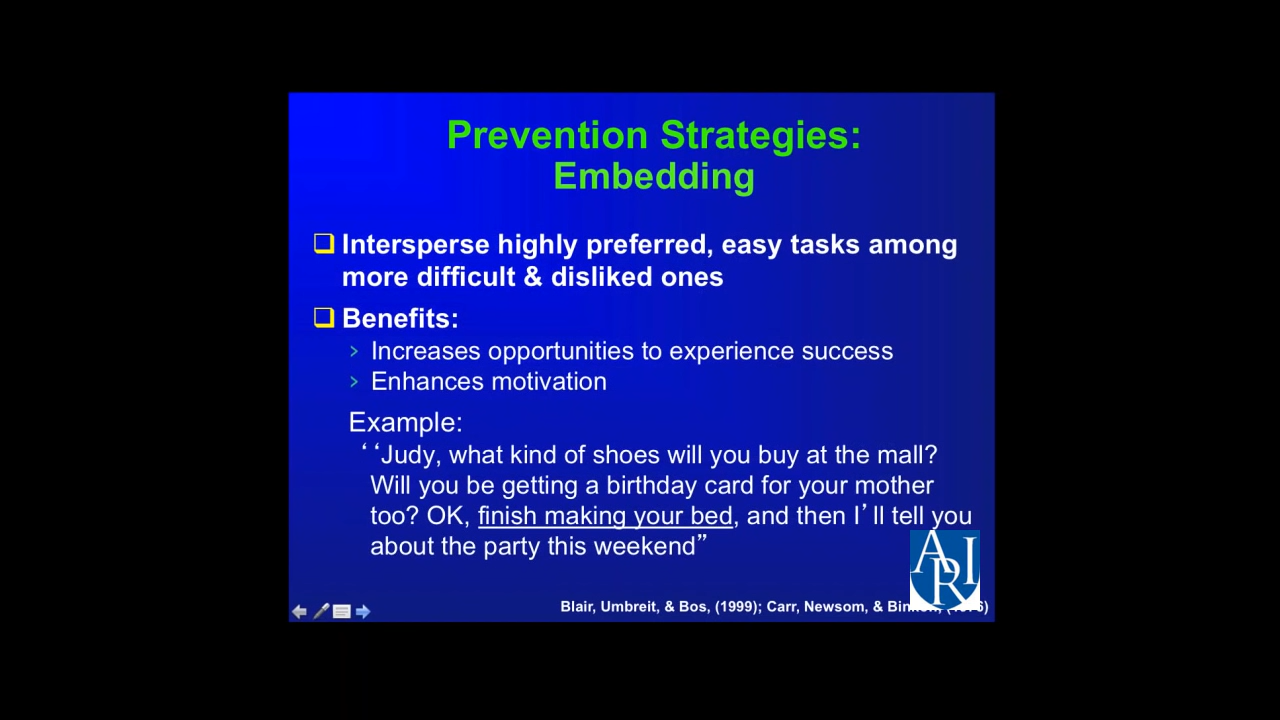 Prevention Strategies:
Embedding
Intersperse highly preferred, easy tasks among
more difficult & disliked ones
Benefits:
› Increases opportunities to experience success
› Enhances motivation
Example:
‘‘Judy, what kind of shoes will you buy at the mall?
Will you be getting a birthday card for your mother
too? OK, finish making your bed, and then I’ll tell you
about the party this weekend”
ARI
Blair, Umbreit, & Bos, (1999); Carr, Newsom, &